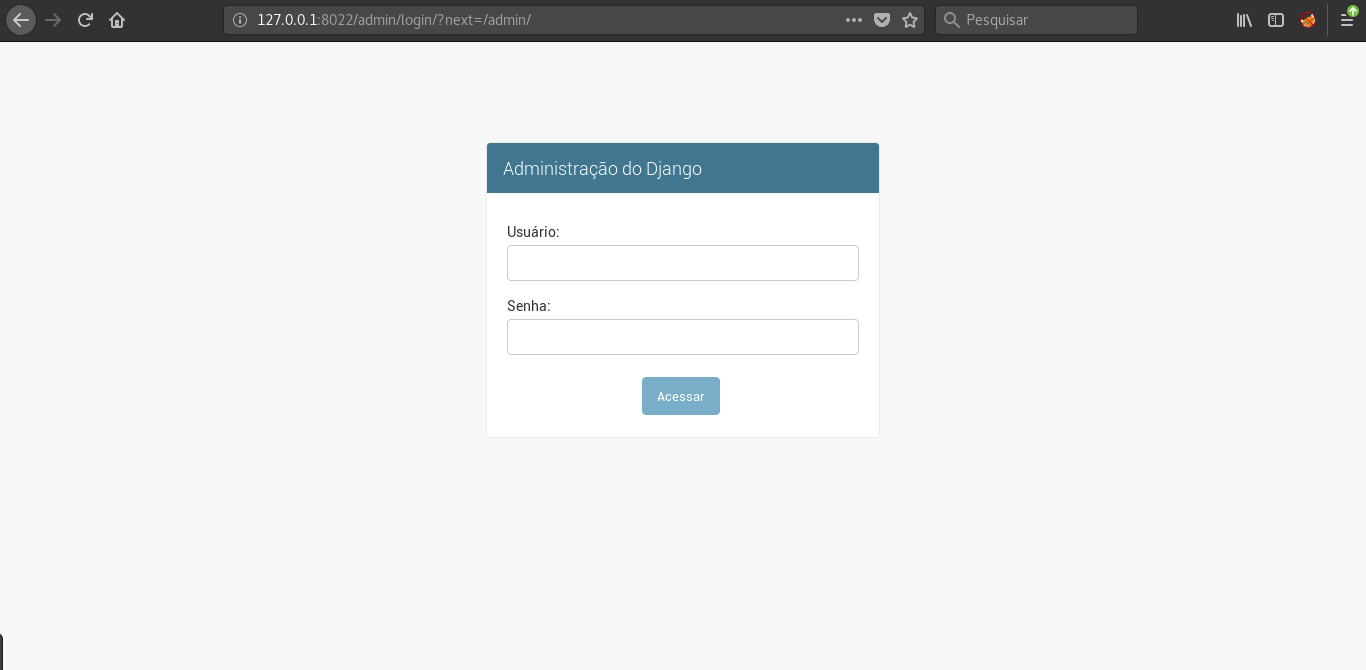 127.0.0.1:8022/admin/login/?next=/admin/
Pesquisar
Administração do Django
Usuário:
Senha:
Acessar